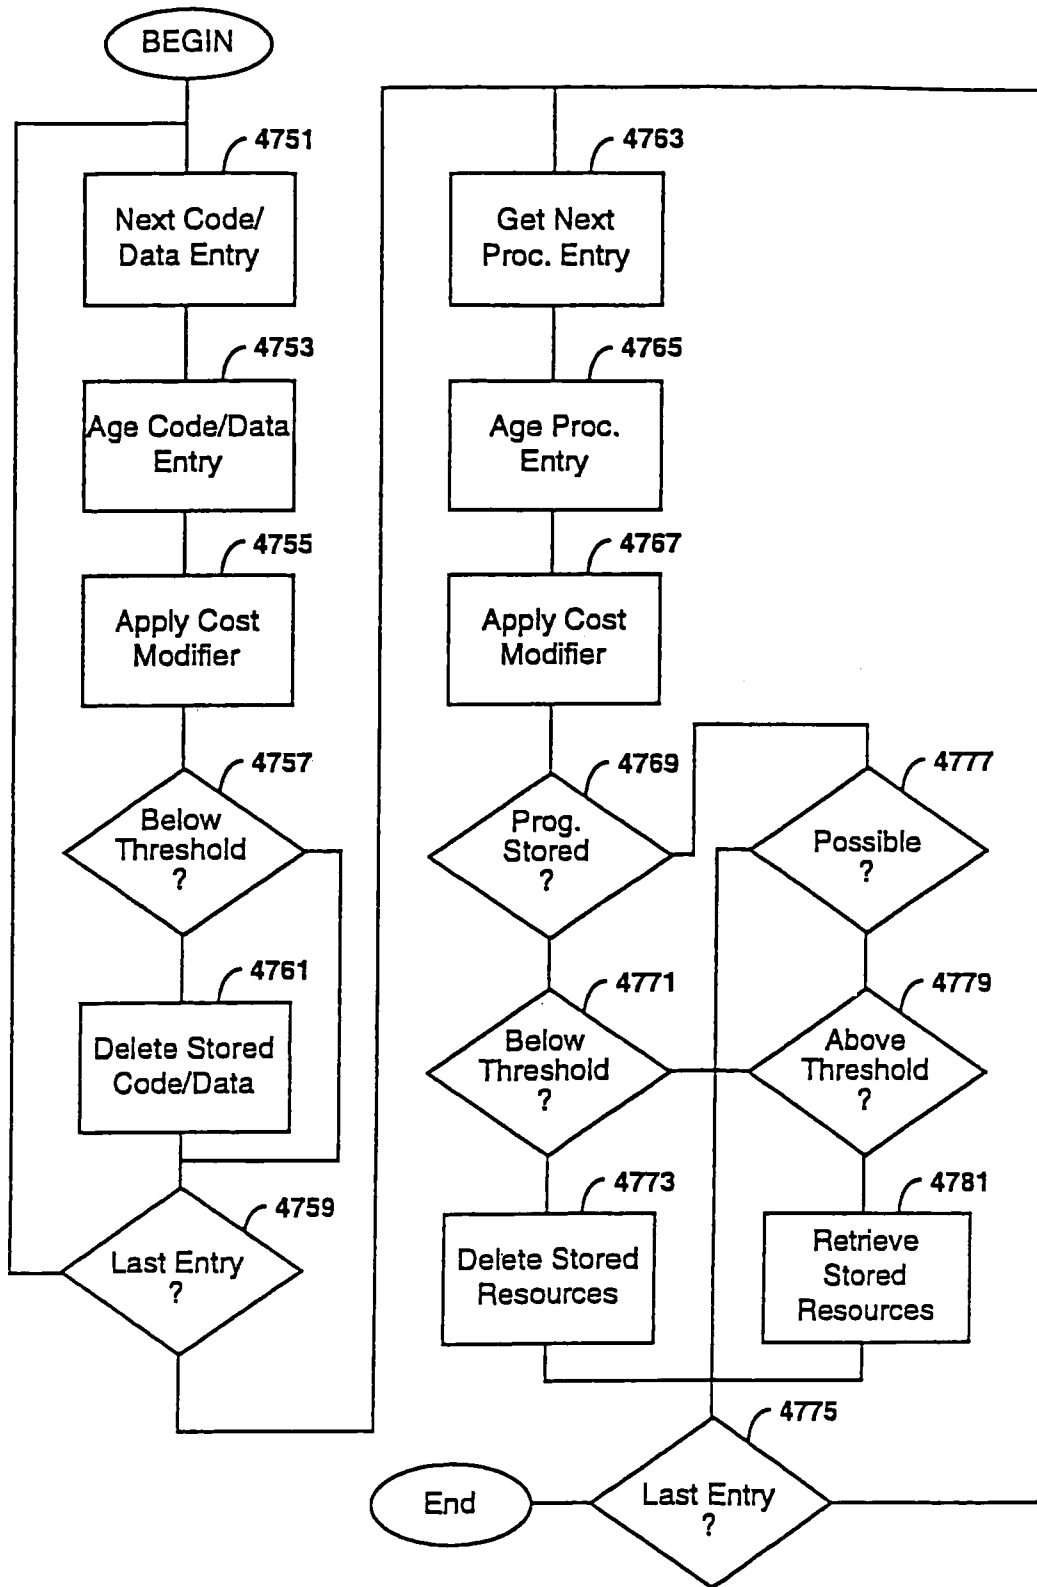 BEGIN
4751
Next Code/
Data Entry
4753
Age Code/Data
Entry
4755
Apply Cost
Modifier
4757
Below
Threshold
?
4761
Delete Stored
Code/Data
4759
Last Entry
?
4763
Get Next
Proc. Entry
4765
Age Proc.
Entry
4767
Apply Cost
Modifier
4769
Prog.
Stored
?
4777
Possible
?
4771
Below
Threshold
?
4779
Above
Threshold
?
4773
Delete Stored
Resources
4781
Retrieve
Stored
Resources
4775
Last Entry
?
End